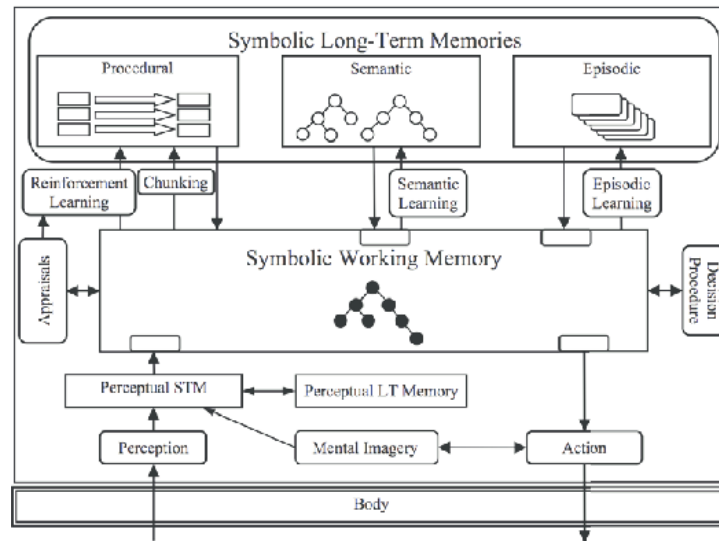 Symbolic Long-Term Memories
Procedural
Semantic
Episodic
Reinforcement
Learning
Chunking
Semantic
Learning
Episodic
Learning
Symbolic Working Memory
Appraisals
Decision
Procedure
Perceptual STM
Perceptual LT Memory
Perception
Mental Imagery
Action
Body